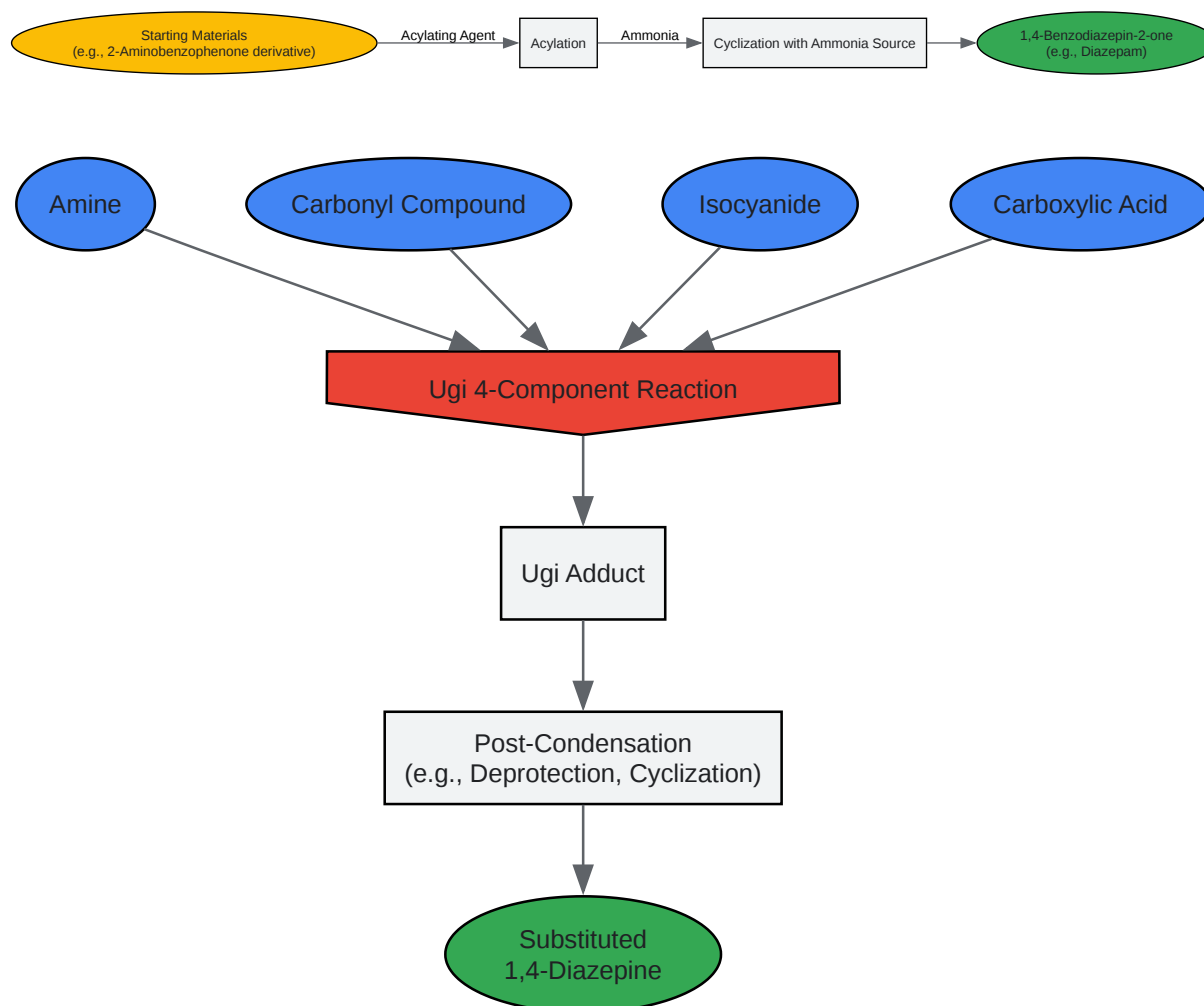 Starting Materials
(e.g., 2-Aminobenzophenone derivative)
Acylating Agent
Acylation
Ammonia
Cyclization with Ammonia Source
1,4-Benzodiazepin-2-one
(e.g., Diazepam)
Amine
Carbonyl Compound
Isocyanide
Carboxylic Acid
Ugi 4-Component Reaction
Ugi Adduct
Post-Condensation
(e.g., Deprotection, Cyclization)
Substituted
1,4-Diazepine